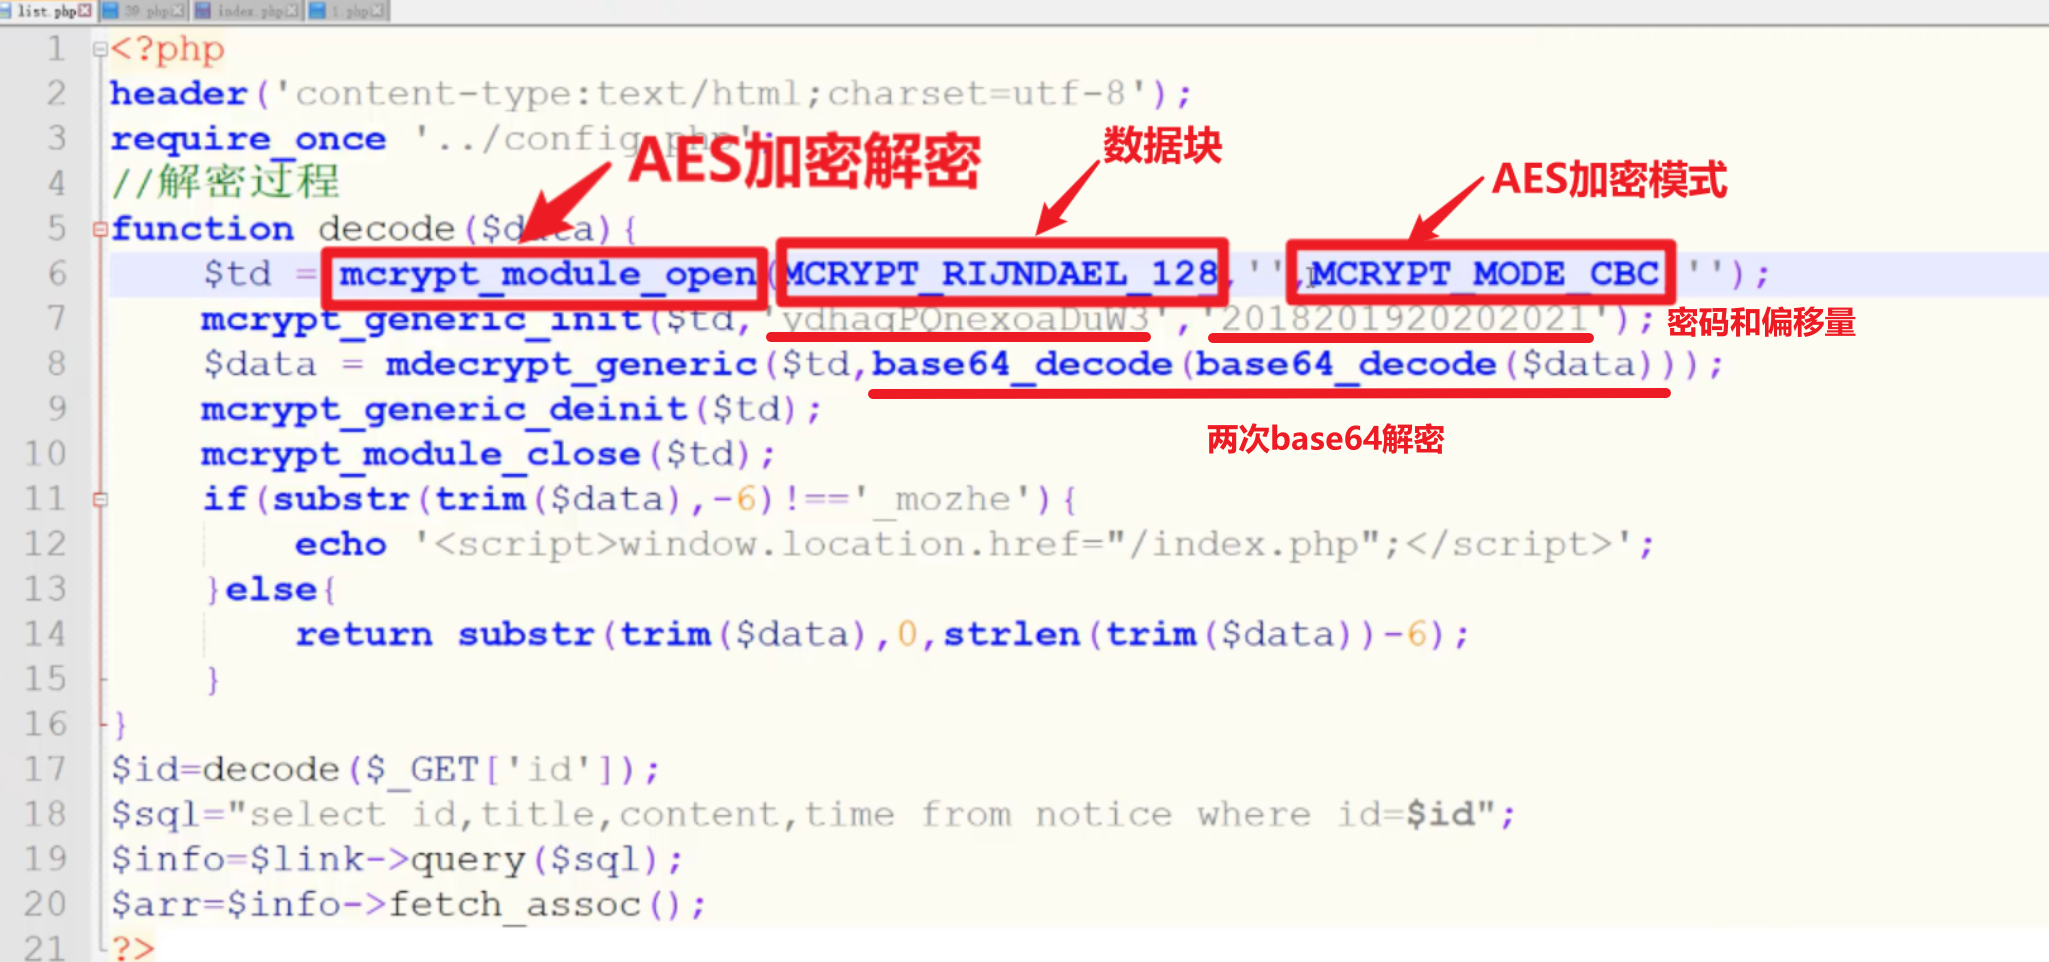 list.php 39 php index.php 1.php
1 <?php
2 header('content-type:text/html;charset=utf-8');
3 require_once '../config.php';
AES加密解密
数据块
AES加密模式
4 //解密过程
5 function decode($data){
6 $td = mcrypt_module_open(MCRYPT_RIJNDAEL_128,'',MCRYPT_MODE_CBC,'');
7 mcrypt_generic_init($td,'ydhaqPQnexoaDuW3','2018201920202021');
密码和偏移量
8 $data = mdecrypt_generic($td,base64_decode(base64_decode($data)));
9 mcrypt_generic_deinit($td);
两次base64解密
10 mcrypt_module_close($td);
11 if(substr(trim($data),-6)!=='_mozhe'){
12 echo '<script>window.location.href="/index.php";</script>';
13 }else{
14 return substr(trim($data),0,strlen(trim($data))-6);
15 }
16 }
17 $id=decode($_GET['id']);
18 $sql="select id,title,content,time from notice where id=$id";
19 $info=$link->query($sql);
20 $arr=$info->fetch_assoc();
21 ?>